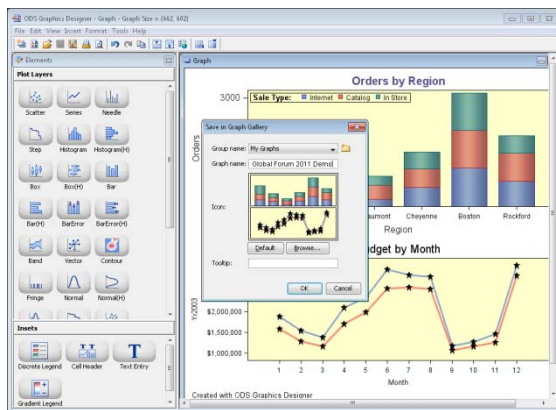 ODS Graphics Designer - Graph - Graph Size = (662, 602)
File Edit View Insert Format Tools Help
Elements
Plot Layers
Scatter Series Needle
Step Histogram Histogram(H)
Box Box(H) Bar
Bar(H) BarError BarError(H)
Band Vector Contour
Fringe Normal Normal(H)
Insets
Discrete Legend Cell Header Text Entry
Gradient Legend
Graph
Orders by Region
3000
Sale Type: Internet Catalog In Store
Orders
aumont Cheyenne Boston Rockford
Region
Save in Graph Gallery
Group name: My Graphs
Graph name: Global Forum 2011 Demo
Icon:
Default Browse...
Tooltip:
OK Cancel
dget by Month
Yr2003
$2,000,000
$1,500,000
$1,000,000
1 2 3 4 5 6 7 8 9 10 11 12
Month
Created with ODS Graphics Designer